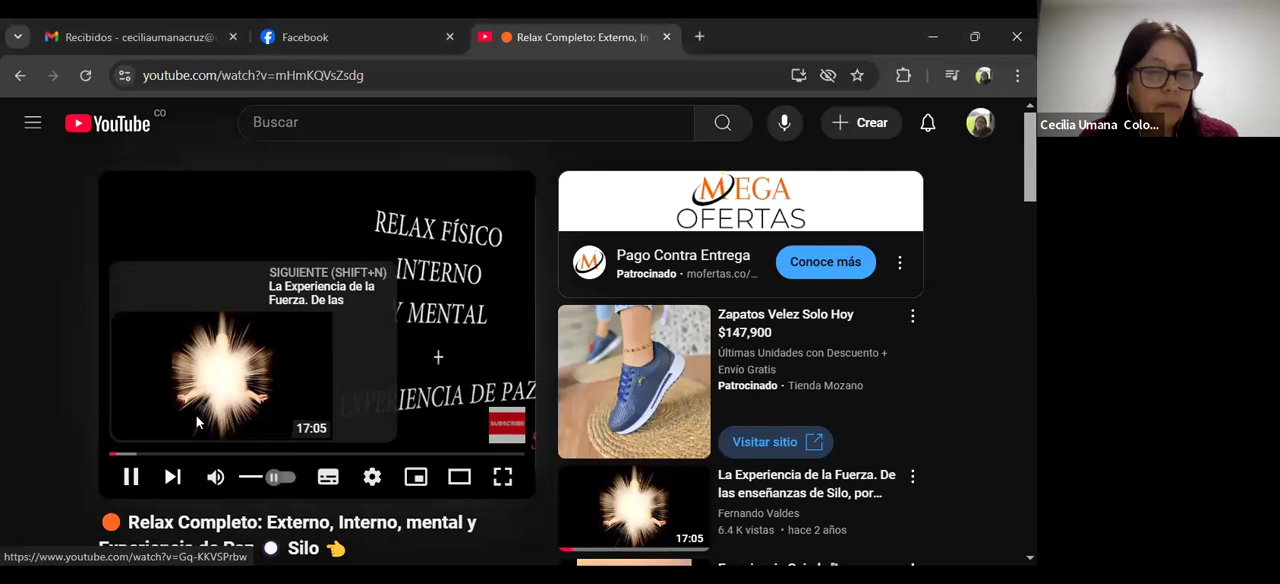 Recibidos - ceciliaumanacruz@
Facebook
Relax Completo: Externo, In
youtube.com/watch?v=mHmKQVsZsdg
YouTube CO
Buscar
Crear
Cecilia Umana Colo...
RELAX FÍSICO
INTERNO
Y MENTAL
+
EXPERIENCIA DE PAZ
SIGUIENTE (SHIFT+N)
La Experiencia de la
Fuerza. De las
17:05
SUBSCRIBE
Relax Completo: Externo, Interno, mental y
Experiencia de Paz Silo
https://www.youtube.com/watch?v=Gq-KKVSPrbw
MEGA
OFERTAS
Pago Contra Entrega
Patrocinado · mofertas.co/...
Conoce más
Zapatos Velez Solo Hoy
$147,900
Últimas Unidades con Descuento +
Envío Gratis
Patrocinado · Tienda Mozano
Visitar sitio
La Experiencia de la Fuerza. De
las enseñanzas de Silo, por...
Fernando Valdes
6.4 K vistas · hace 2 años
17:05